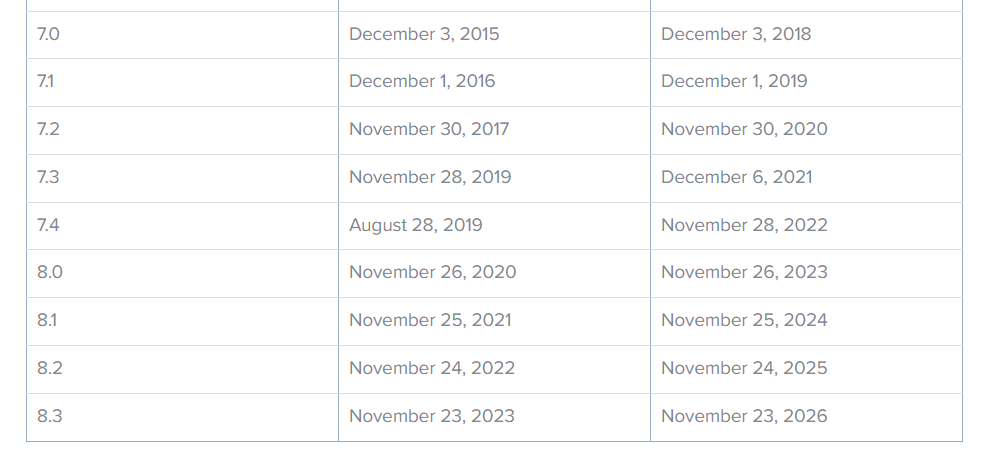 7.0 December 3, 2015 December 3, 2018
7.1 December 1, 2016 December 1, 2019
7.2 November 30, 2017 November 30, 2020
7.3 November 28, 2019 December 6, 2021
7.4 August 28, 2019 November 28, 2022
8.0 November 26, 2020 November 26, 2023
8.1 November 25, 2021 November 25, 2024
8.2 November 24, 2022 November 24, 2025
8.3 November 23, 2023 November 23, 2026